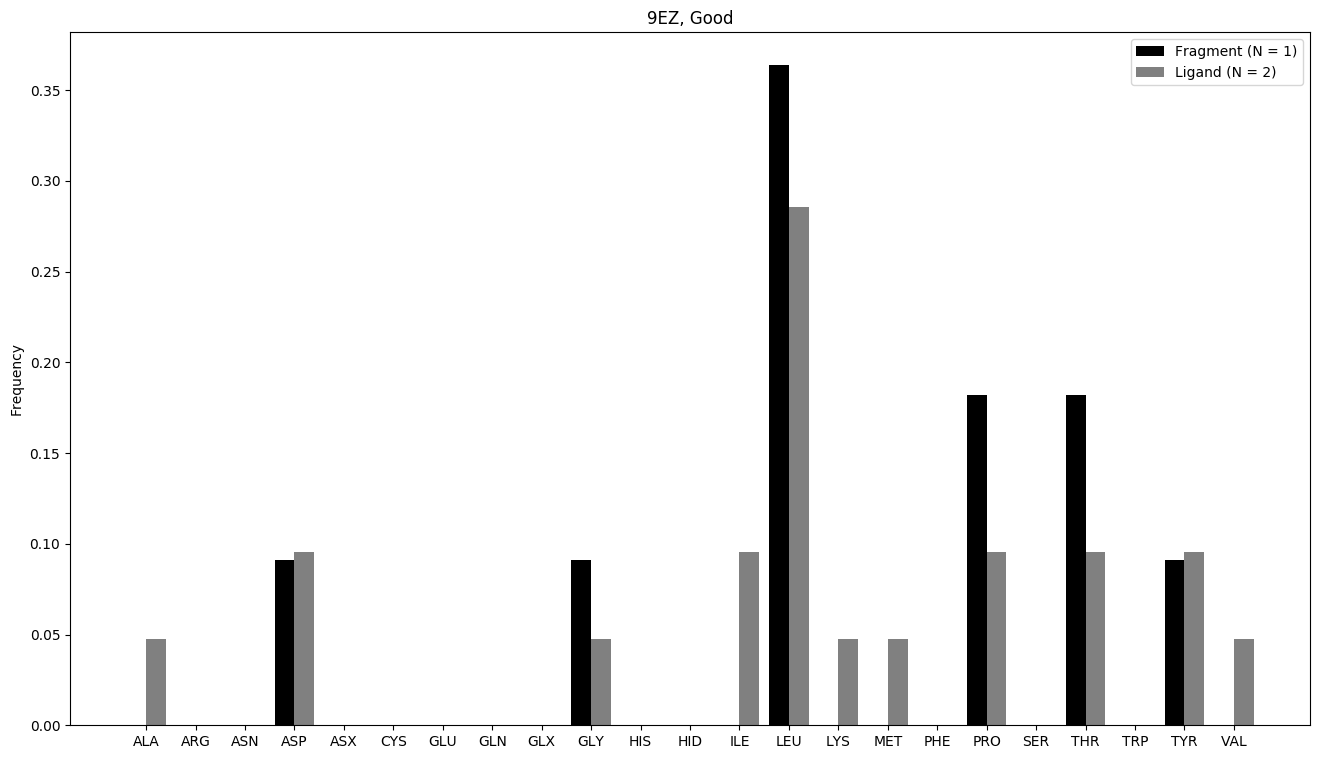 9EZ, Good
Fragment (N = 1)
Ligand (N = 2)
Frequency
0.35
0.30
0.25
0.20
0.15
0.10
0.05
0.00
ALA ARG ASN ASP ASX CYS GLU GLN GLX GLY HIS HID ILE LEU LYS MET PHE PRO SER THR TRP TYR VAL